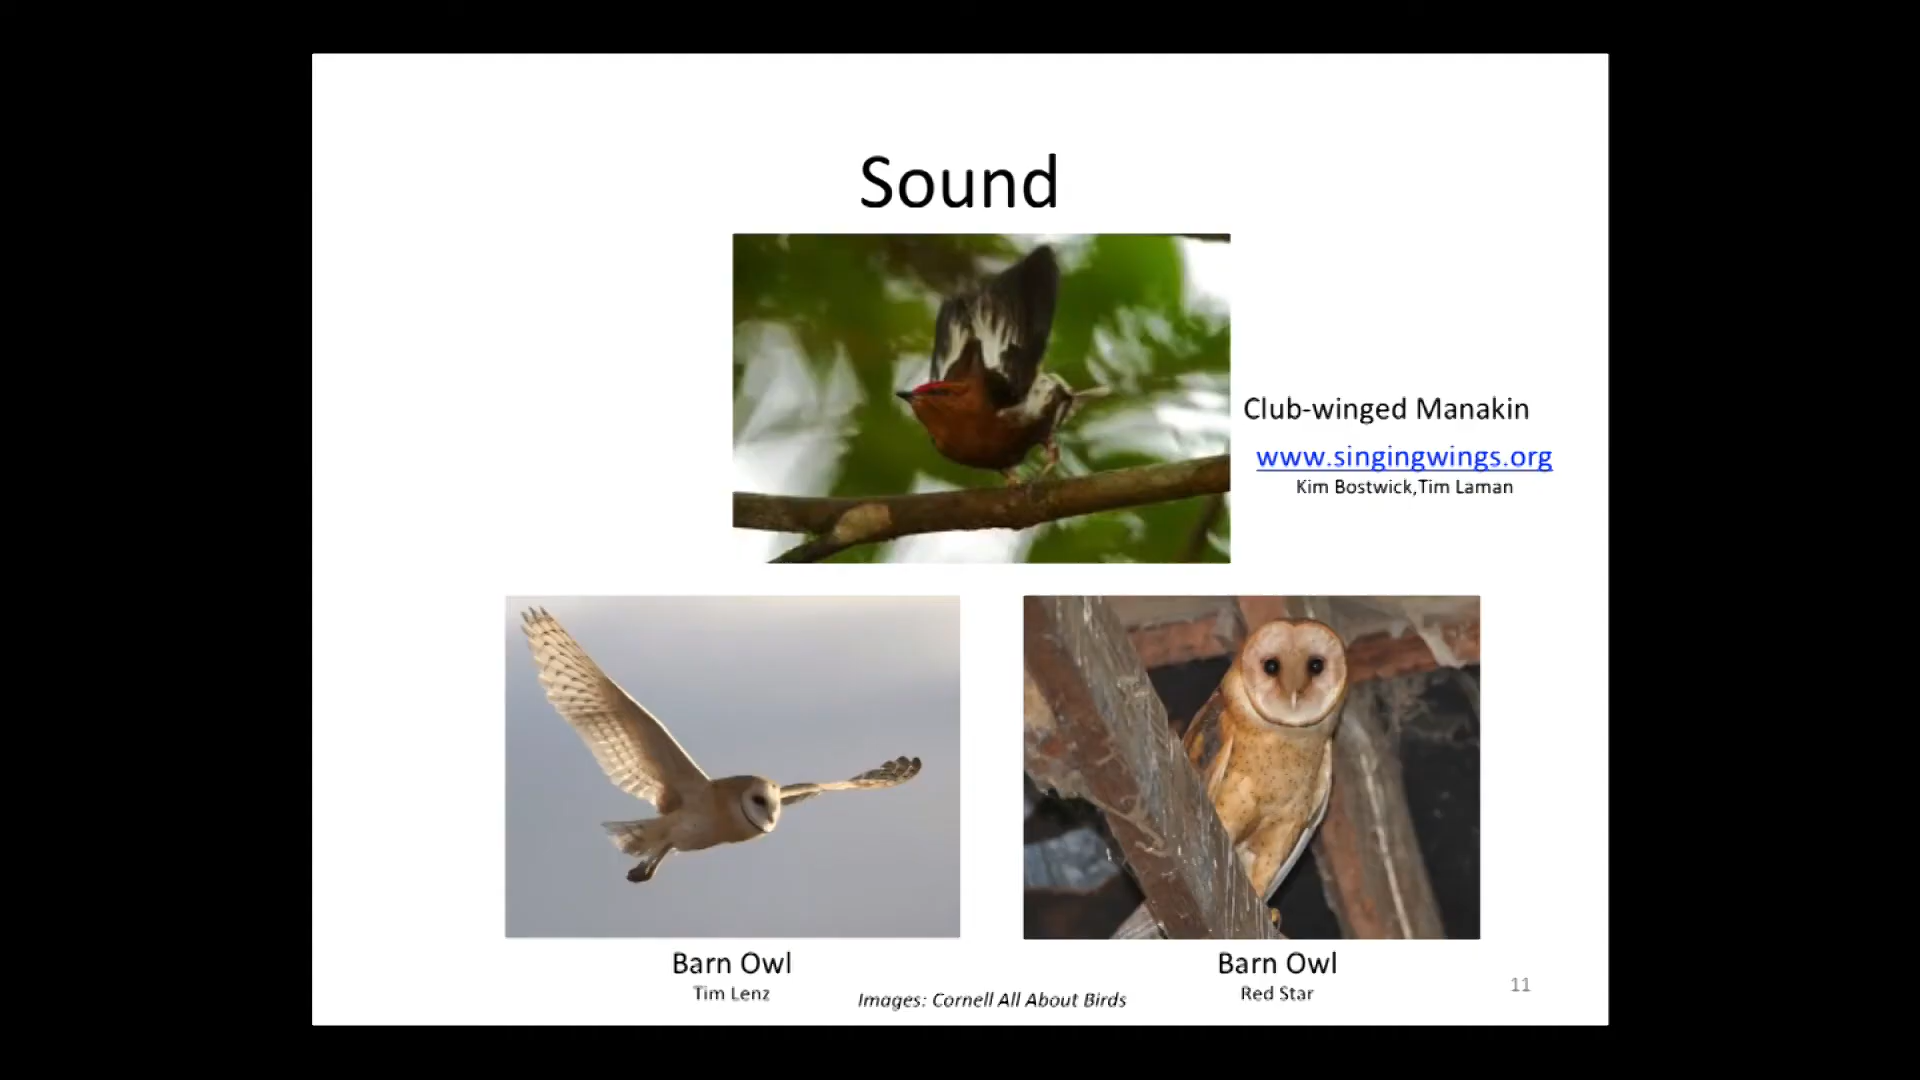 Sound
Club-winged Manakin
www.singingwings.org
Kim Bostwick,Tim Laman
Barn Owl
Tim Lenz
Barn Owl
Red Star
Images: Cornell All About Birds
11